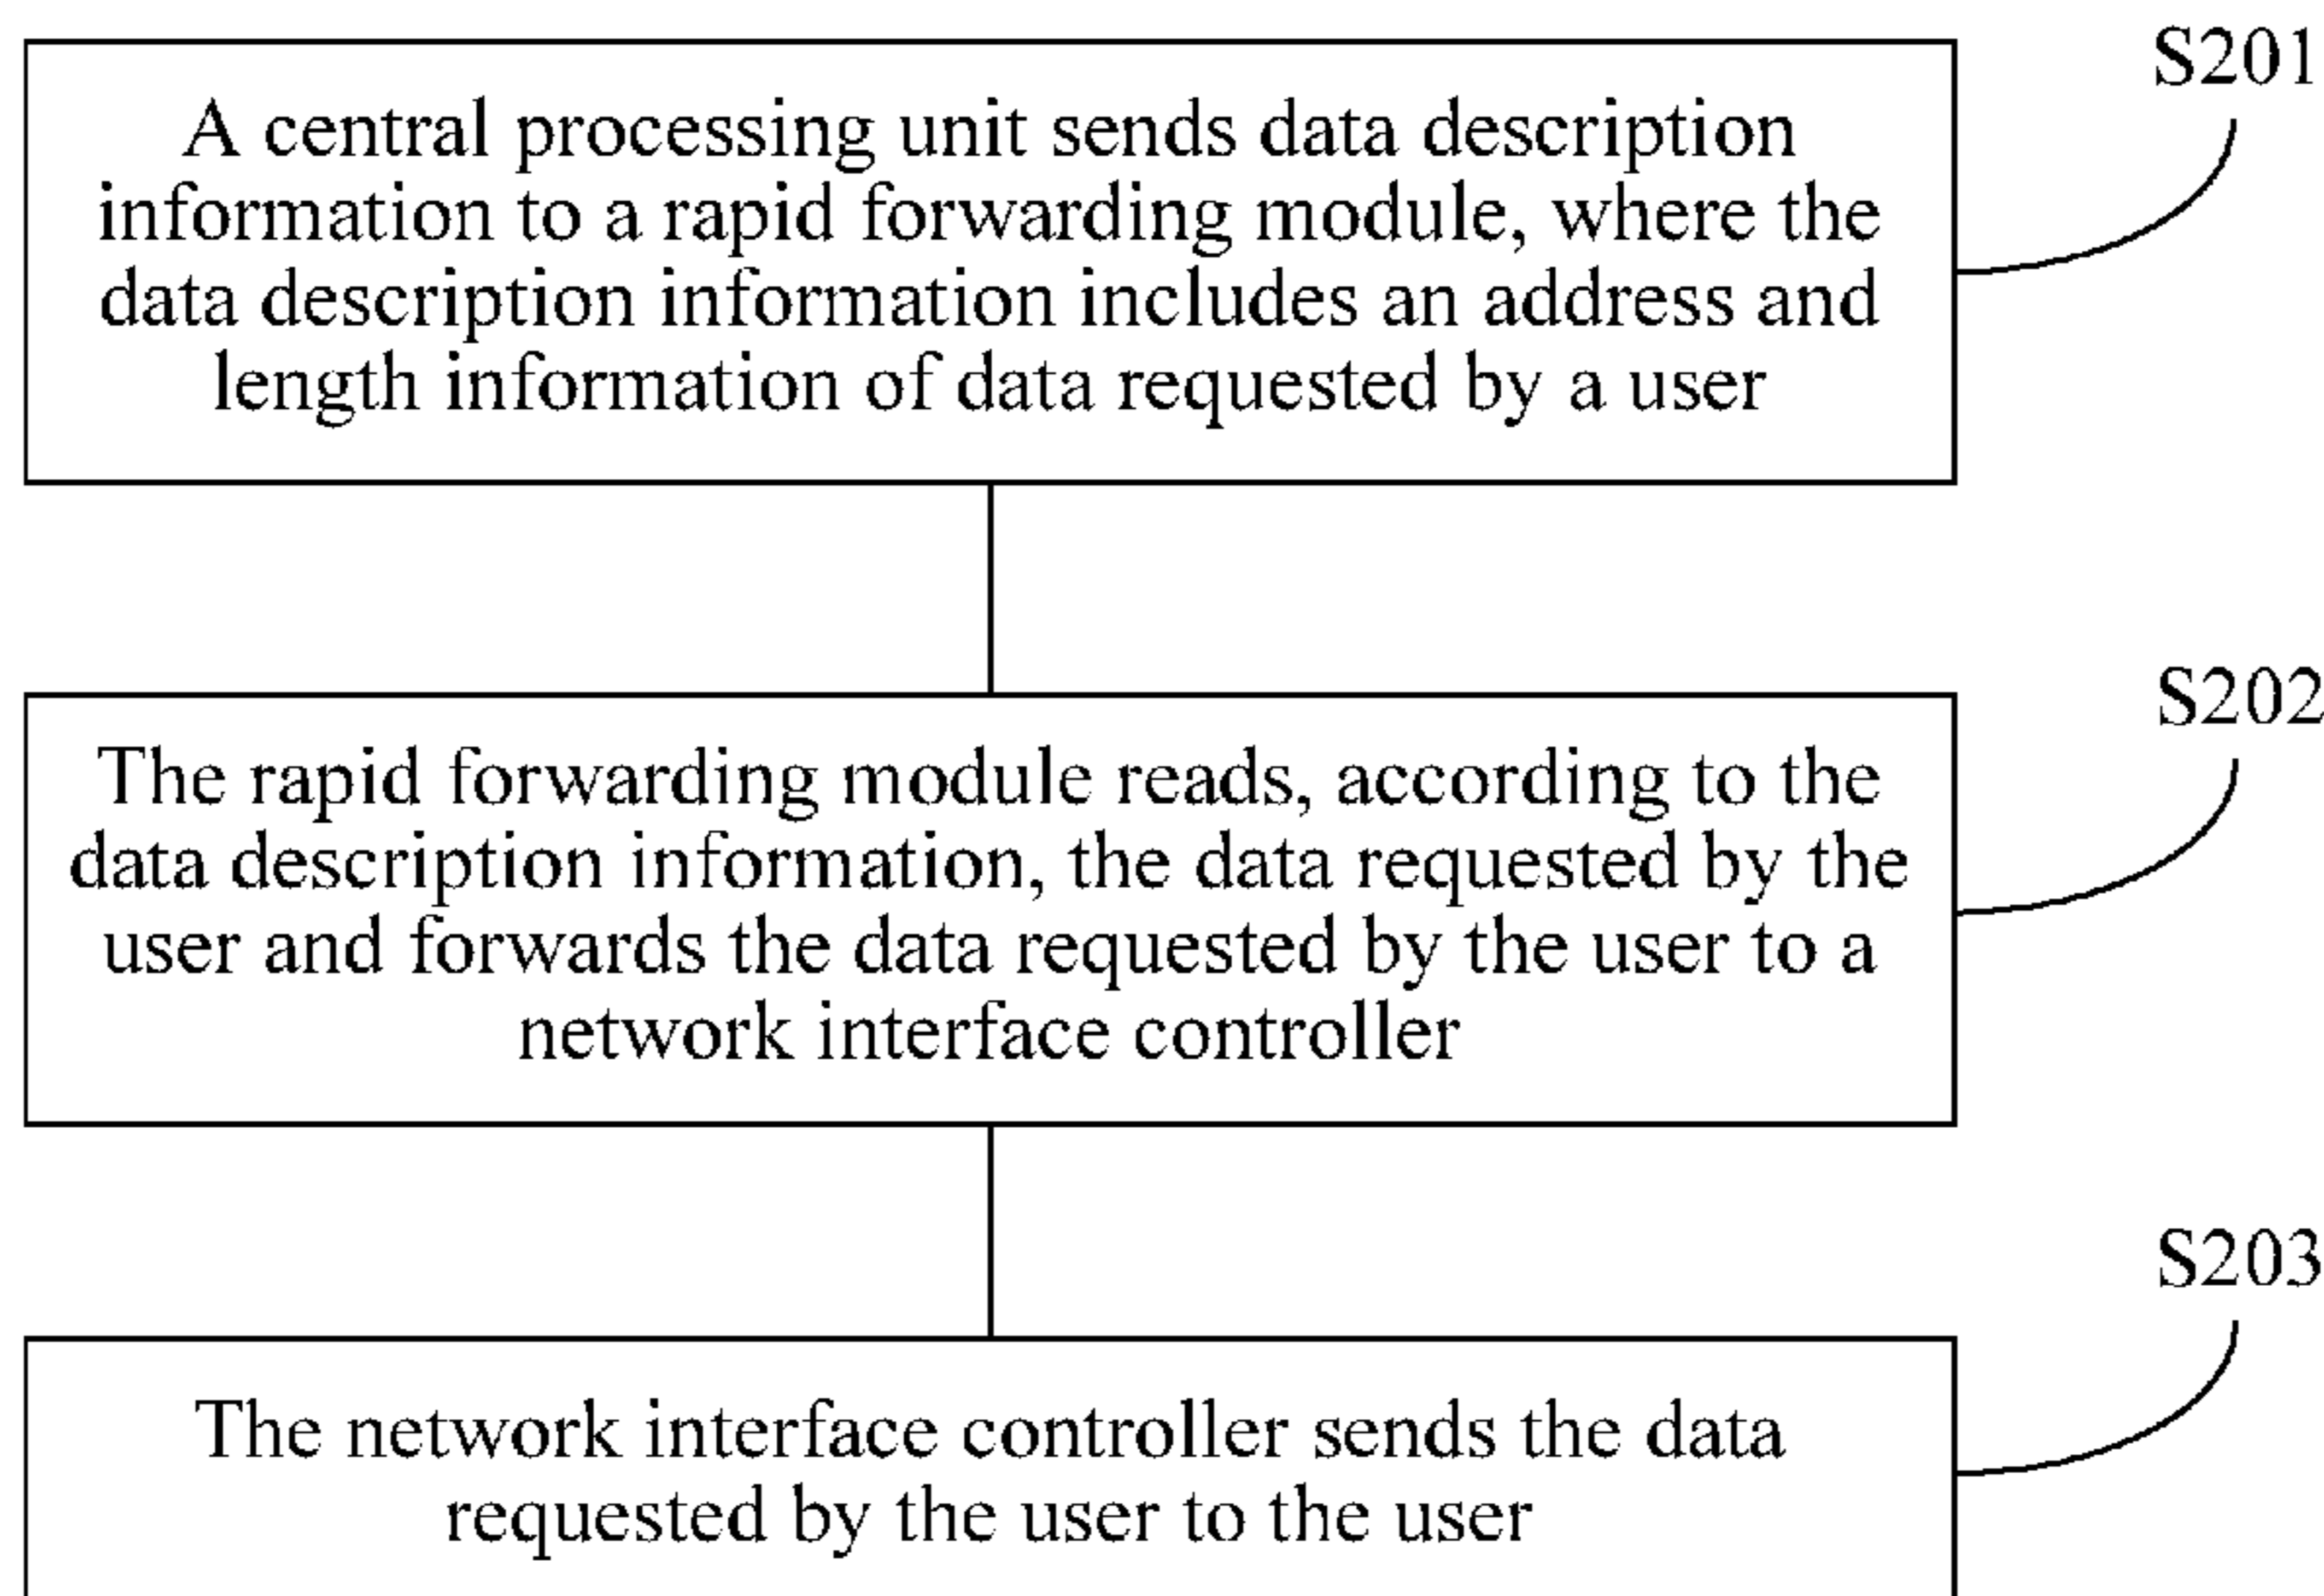 S201
A central processing unit sends data description
information to a rapid forwarding module, where the
data description information includes an address and
length information of data requested by a user
S202
The rapid forwarding module reads, according to the
data description information, the data requested by the
user and forwards the data requested by the user to a
network interface controller
S203
The network interface controller sends the data
requested by the user to the user